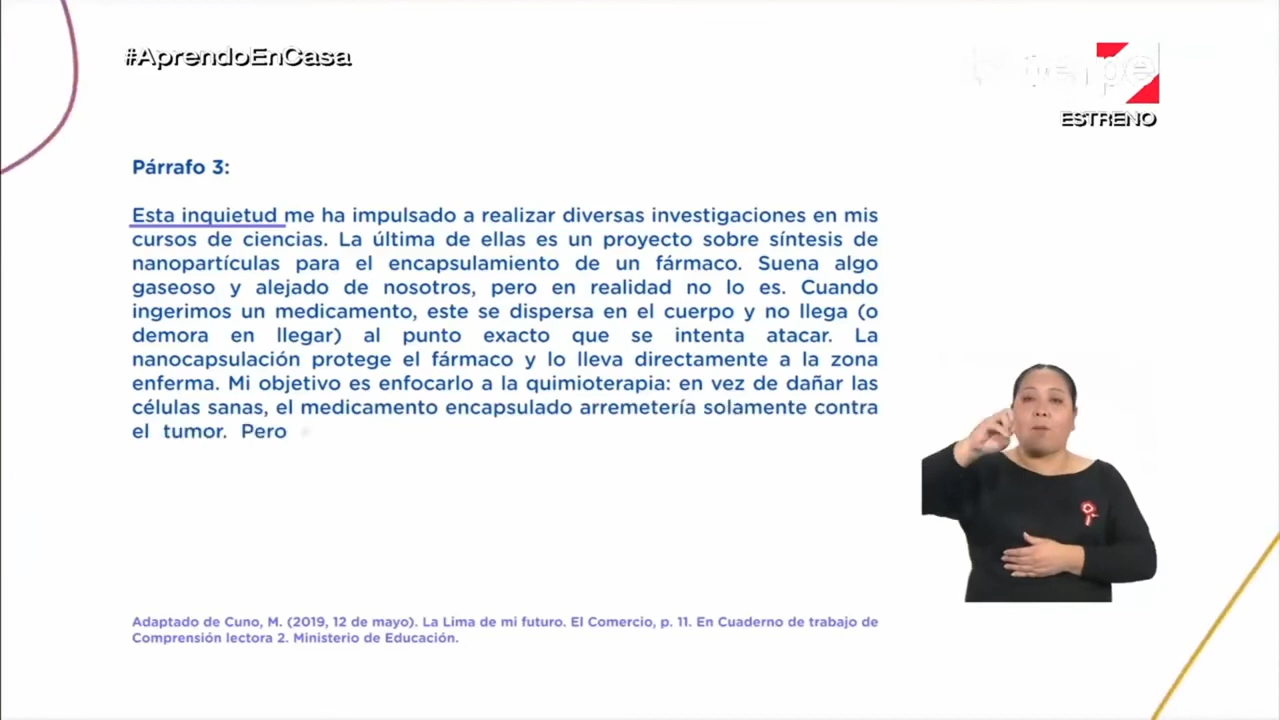 #AprendoEnCasa
ESTRENO
Párrafo 3:
Esta inquietud me ha impulsado a realizar diversas investigaciones en mis
cursos de ciencias. La última de ellas es un proyecto sobre síntesis de
nanopartículas para el encapsulamiento de un fármaco. Suena algo
gaseoso y alejado de nosotros, pero en realidad no lo es. Cuando
ingerimos un medicamento, este se dispersa en el cuerpo y no llega (o
demora en llegar) al punto exacto que se intenta atacar. La
nanocapsulación protege el fármaco y lo lleva directamente a la zona
enferma. Mi objetivo es enfocarlo a la quimioterapia: en vez de dañar las
células sanas, el medicamento encapsulado arremetería solamente contra
el tumor. Pero
Adaptado de Cuno, M. (2019, 12 de mayo). La Lima de mi futuro. El Comercio, p. 11. En Cuaderno de trabajo de
Comprensión lectora 2. Ministerio de Educación.